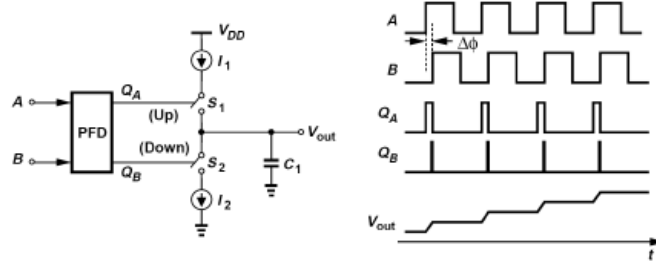 V_DD
I_1
A
Q_A
S_1
(Up)
PFD
V_out
(Down)
B
S_2
C_1
Q_B
I_2
A
Δϕ
B
Q_A
Q_B
V_out
t